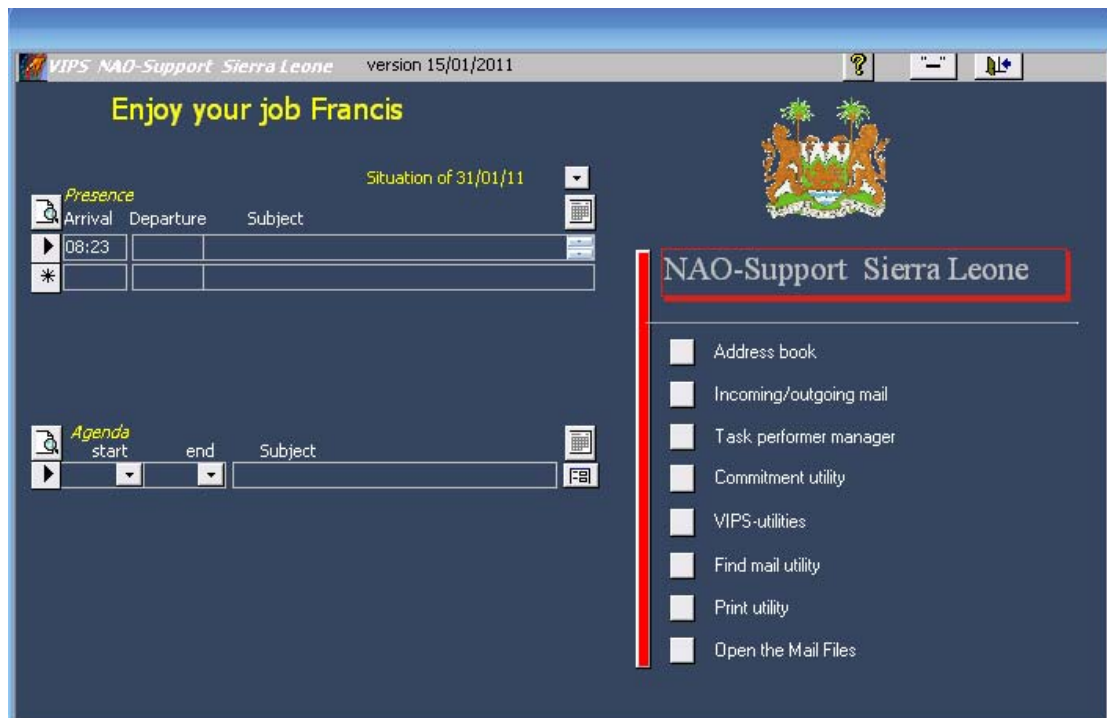 VIPS NAO-Support Sierra Leone version 15/01/2011
? "-"
Enjoy your job Francis
Situation of 31/01/11
Presence
Arrival Departure Subject
08:23
*
NAO-Support Sierra Leone
Address book
Incoming/outgoing mail
Task performer manager
Commitment utility
VIPS-utilities
Find mail utility
Print utility
Open the Mail Files
Agenda
start end Subject